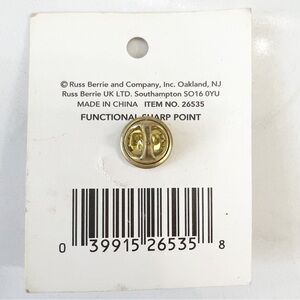 © Russ Berrie and Company, Inc. Oakland, NJ
Russ Berrie UK LTD. Southampton SO16 0YU
MADE IN CHINA ITEM NO. 26535
FUNCTIONAL SHARP POINT
0 39915 26535 8